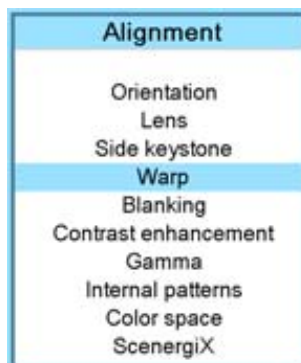 Alignment
Orientation
Lens
Side keystone
Warp
Blanking
Contrast enhancement
Gamma
Internal patterns
Color space
ScenergiX